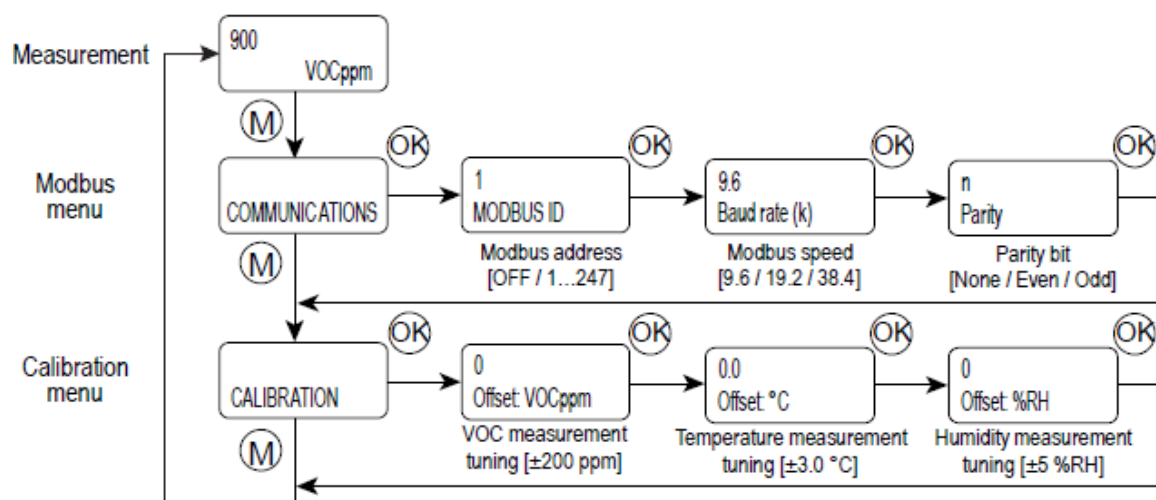 Measurement
900
VOCppm
M
OK
OK
OK
OK
Modbus
menu
COMMUNICATIONS
1
MODBUS ID
9.6
Baud rate (k)
n
Parity
M
Modbus address
[OFF / 1...247]
Modbus speed
[9.6 / 19.2 / 38.4]
Parity bit
[None / Even / Odd]
OK
OK
OK
OK
Calibration
menu
CALIBRATION
0
Offset: VOCppm
0.0
Offset: °C
0
Offset: %RH
M
VOC measurement
tuning [±200 ppm]
Temperature measurement
tuning [±3.0 °C]
Humidity measurement
tuning [±5 %RH]